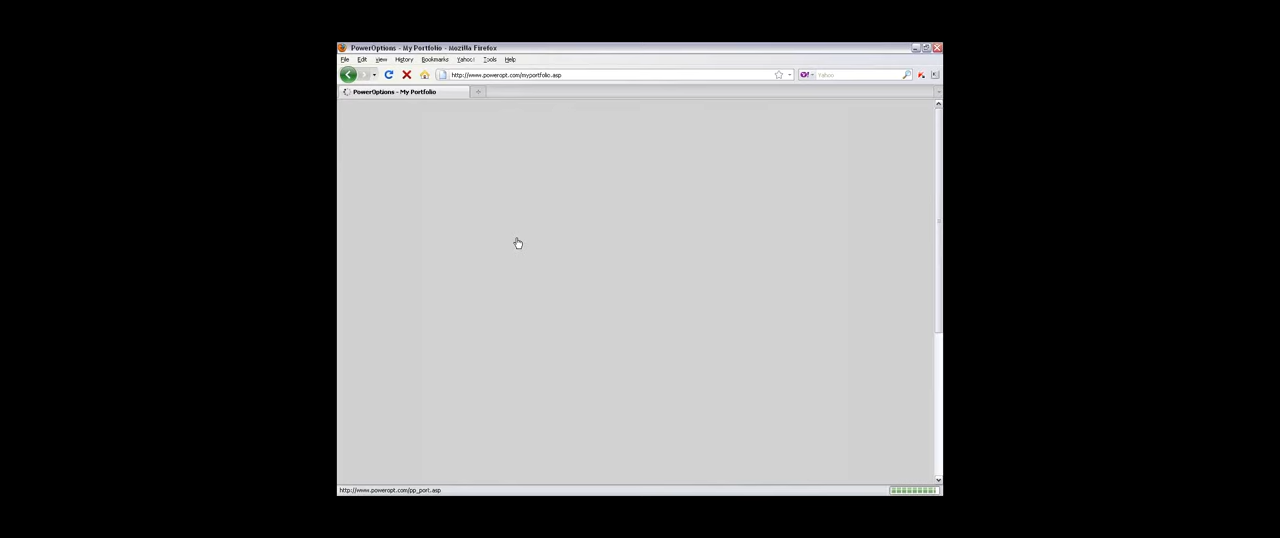 PowerOptions - My Portfolio - Mozilla Firefox
File Edit View History Bookmarks Yahoo! Tools Help
http://www.poweropt.com/myportfolio.asp Y! Yahoo
PowerOptions - My Portfolio
http://www.poweropt.com/pp_port.asp